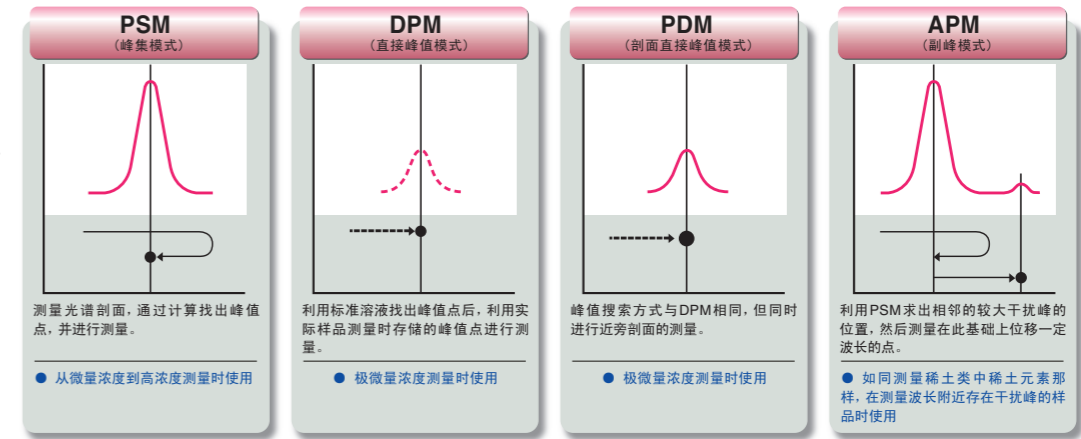 PSM
（峰集模式）
测量光谱剖面，通过计算找出峰值
点，并进行测量。
● 从微量浓度到高浓度测量时使用
DPM
（直接峰值模式）
利用标准溶液找出峰值点后，利用实
际样品测量时存储的峰值点进行测
量。
● 极微量浓度测量时使用
PDM
（剖面直接峰值模式）
峰值搜索方式与DPM相同，但同时
进行近旁剖面的测量。
● 极微量浓度测量时使用
APM
（副峰模式）
利用PSM求出相邻的较大干扰峰的
位置，然后测量在此基础上位移一定
波长的点。
● 如同测量稀土类中稀土元素那
样，在测量波长附近存在干扰峰的样
品时使用